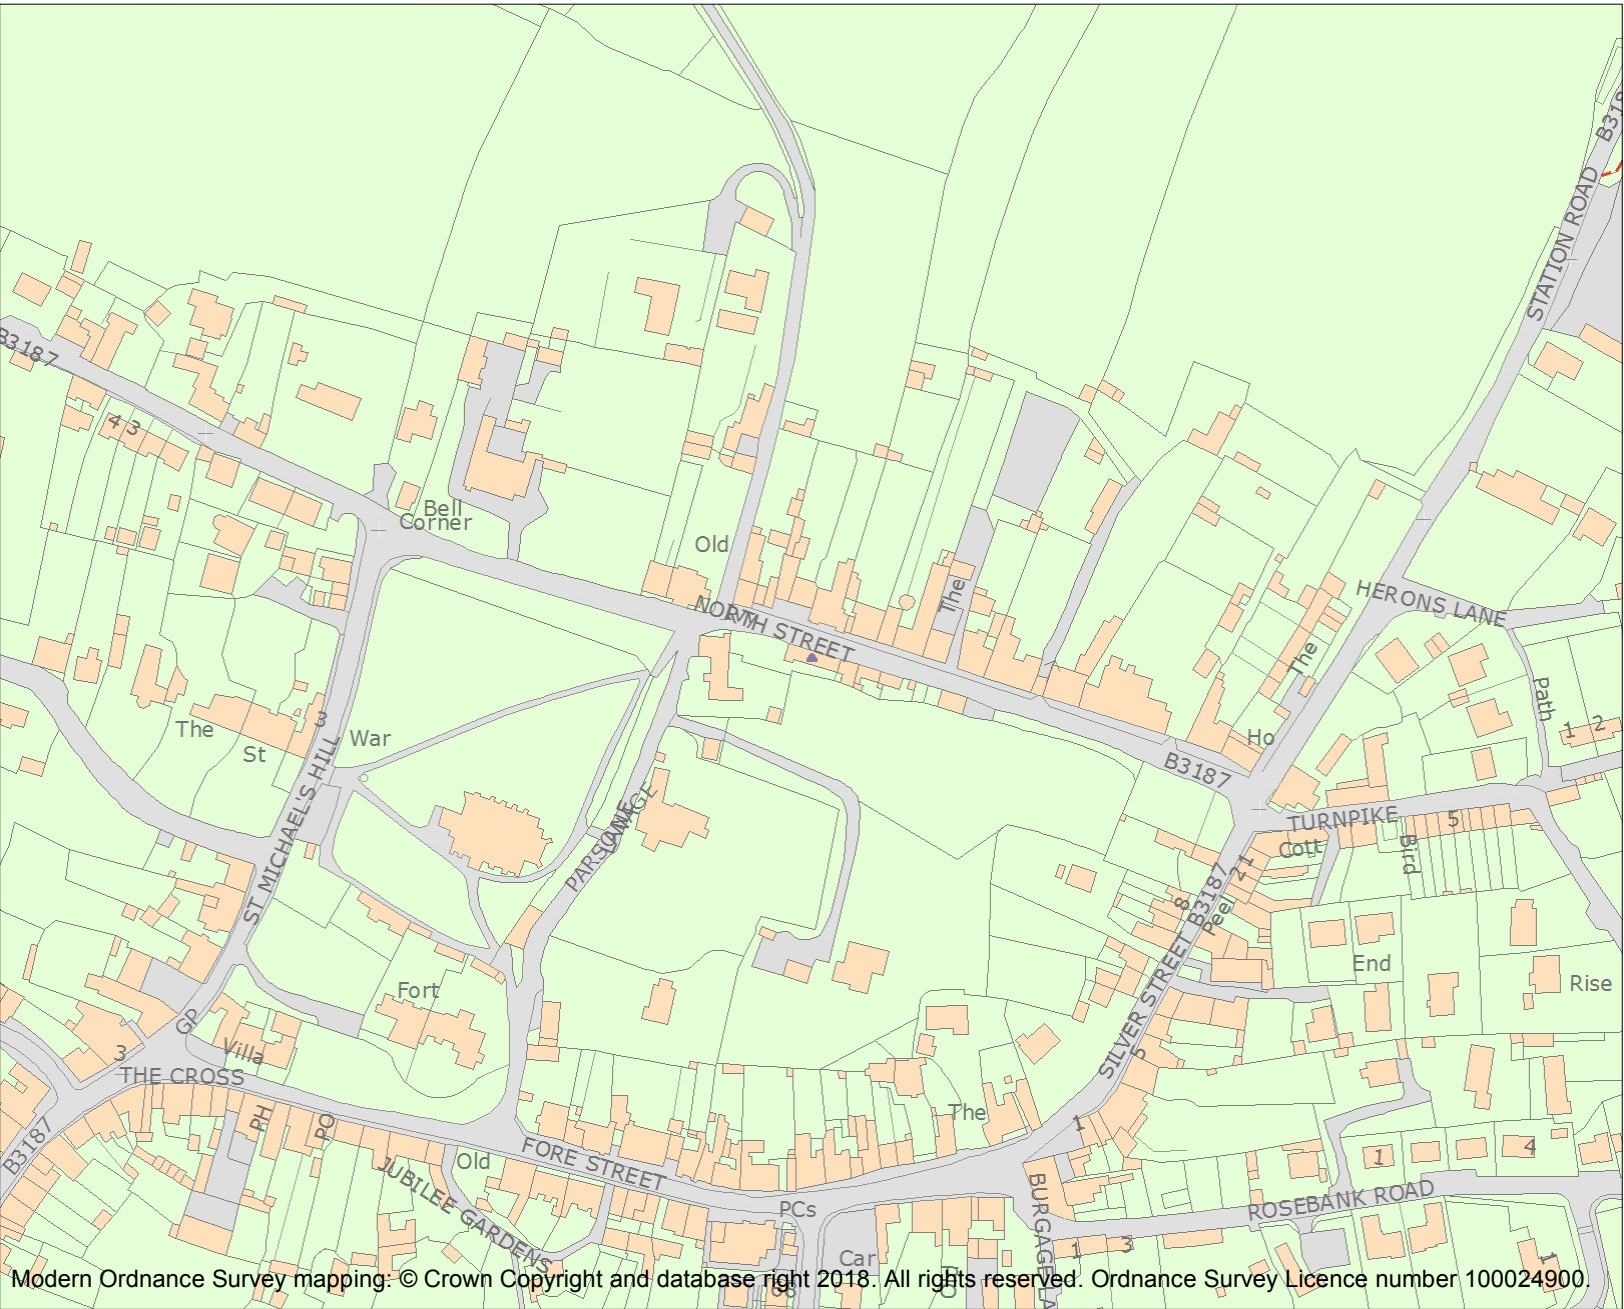 B318
STATION ROAD
B3187
4 3
Bell
Corner
Old
The
NORTH STREET
HERONS LANE
The
Path
1 2
3
The
St
War
Ho
B3187
ST MICHAEL'S HILL
PARSONAGE
LANE
TURNPIKE
5
Cott
Bird
21
8
Peel
SILVER STREET B3187
End
Rise
Fort
GP
Villa
3
THE CROSS
5
The
1
PH
PO
B3187
Old
FORE STREET
JUBILEE GARDENS
1
4
PCs
BURGAGE LA
ROSEBANK ROAD
1
3
Car
1
Modern Ordnance Survey mapping: © Crown Copyright and database right 2018. All rights reserved. Ordnance Survey Licence number 100024900.